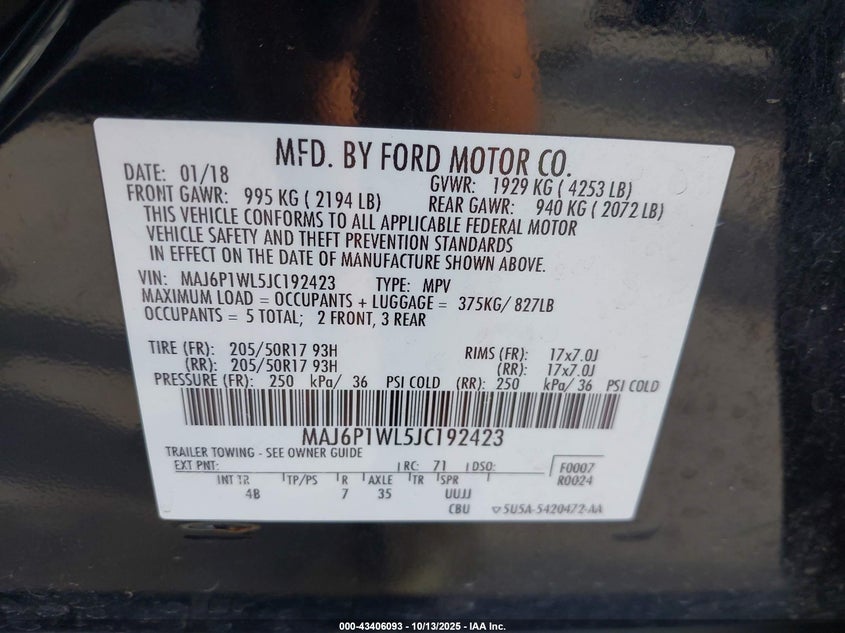 MFD. BY FORD MOTOR CO.
DATE: 01/18 GVWR: 1929 KG ( 4253 LB)
FRONT GAWR: 995 KG ( 2194 LB) REAR GAWR: 940 KG ( 2072 LB)
THIS VEHICLE CONFORMS TO ALL APPLICABLE FEDERAL MOTOR
VEHICLE SAFETY AND THEFT PREVENTION STANDARDS
IN EFFECT ON THE DATE OF MANUFACTURE SHOWN ABOVE.
VIN: MAJ6P1WL5JC192423 TYPE: MPV
MAXIMUM LOAD = OCCUPANTS + LUGGAGE = 375KG/ 827LB
OCCUPANTS = 5 TOTAL; 2 FRONT, 3 REAR
TIRE (FR): 205/50R17 93H RIMS (FR): 17x7.0J
(RR): 205/50R17 93H (RR): 17x7.0J
PRESSURE (FR): 250 kPa/ 36 PSI COLD (RR): 250 kPa/ 36 PSI COLD
MAJ6P1WL5JC192423
TRAILER TOWING - SEE OWNER GUIDE
EXT PNT: RC: 71 DSO: F0007
R0024
INT TR TP/PS R AXLE TR SPR
4B 7 35 UUJJ
CBU 5U5A-5420472-AA
000-43406093 - 10/13/2025 - IAA Inc.